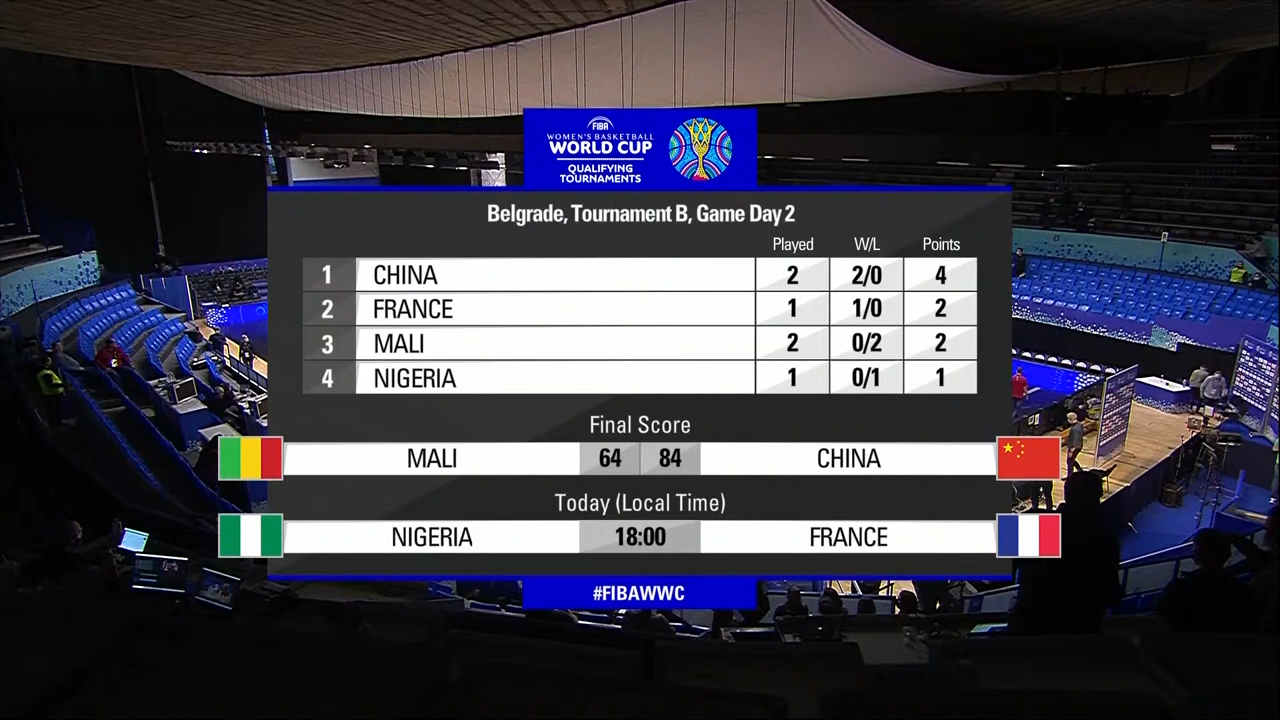 FIBA
WOMEN'S BASKETBALL
WORLD CUP
QUALIFYING
TOURNAMENTS
Belgrade, Tournament B, Game Day 2
Played W/L Points
1 CHINA 2 2/0 4
2 FRANCE 1 1/0 2
3 MALI 2 0/2 2
4 NIGERIA 1 0/1 1
Final Score
MALI 64 84 CHINA
Today (Local Time)
NIGERIA 18:00 FRANCE
#FIBAWWC